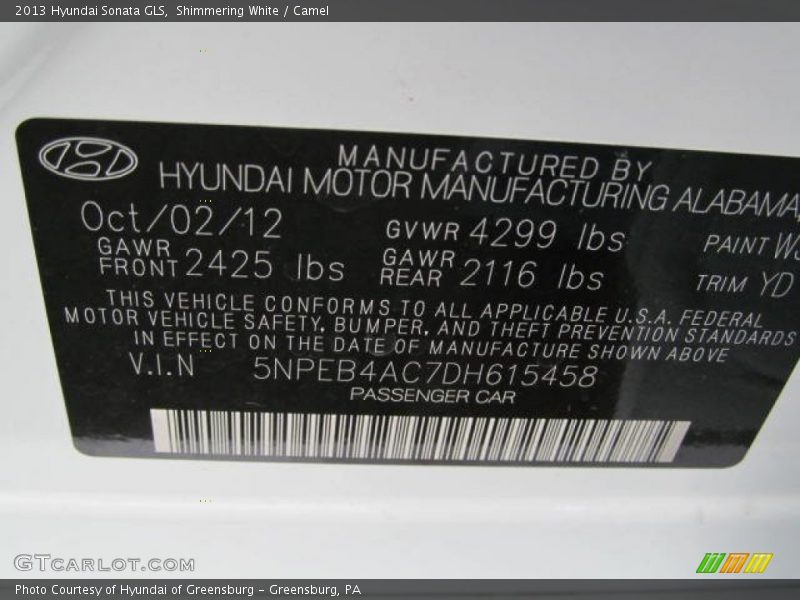 2013 Hyundai Sonata GLS, Shimmering White / Camel
MANUFACTURED BY
HYUNDAI MOTOR MANUFACTURING ALABAMA
Oct/02/12 GVWR 4299 lbs PAINT
GAWR FRONT 2425 lbs GAWR REAR 2116 lbs TRIM YD
THIS VEHICLE CONFORMS TO ALL APPLICABLE U.S.A. FEDERAL
MOTOR VEHICLE SAFETY, BUMPER, AND THEFT PREVENTION STANDARDS
IN EFFECT ON THE DATE OF MANUFACTURE SHOWN ABOVE
V.I.N 5NPEB4AC7DH615458
PASSENGER CAR
GTCARLOT.COM
Photo Courtesy of Hyundai of Greensburg - Greensburg, PA